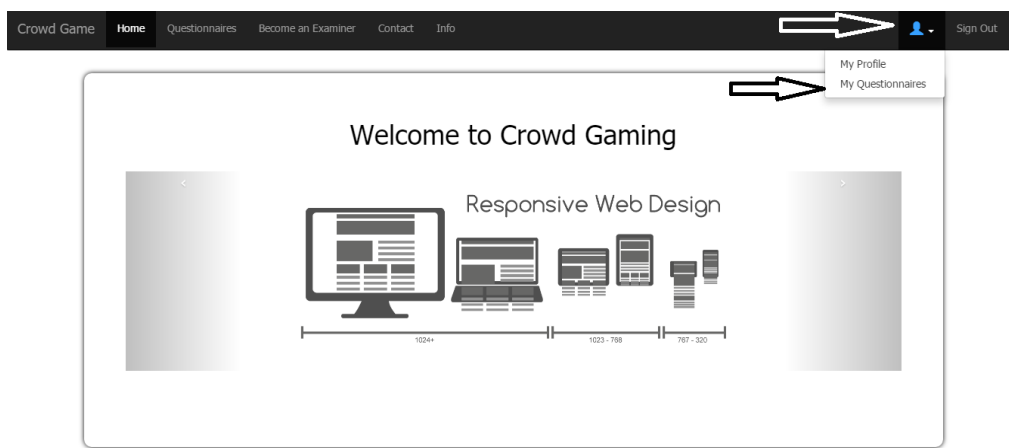 Crowd Game Home Questionnaires Become an Examiner Contact Info Sign Out
My Profile
My Questionnaires
Welcome to Crowd Gaming
< >
Responsive Web Design
1024+ 1023 - 768 767 - 320